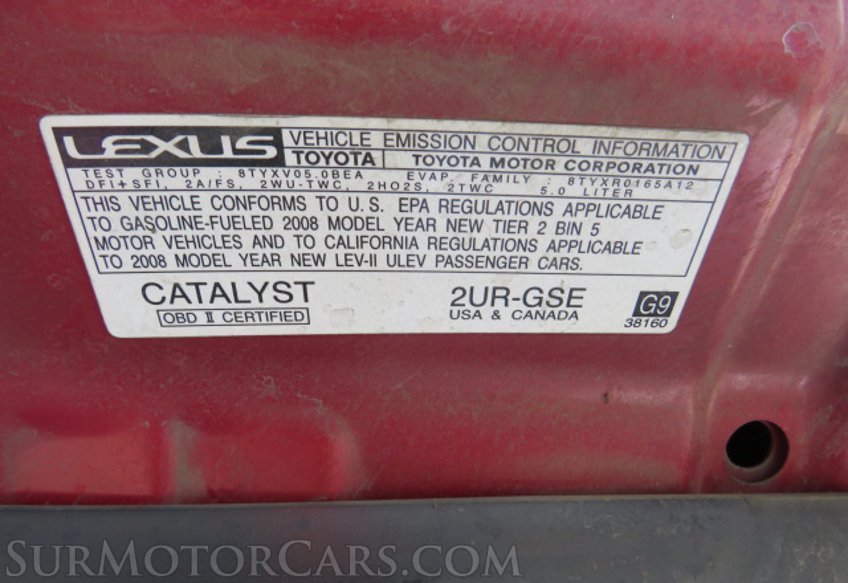 LEXUS VEHICLE EMISSION CONTROL INFORMATION
TOYOTA TOYOTA MOTOR CORPORATION
TEST GROUP : 8TYXV05.0BEA EVAP. FAMILY : 8TYXR0165A12
DFI+SFI, 2A/FS, 2WU-TWC, 2HO2S, 2TWC 5.0 LITER
THIS VEHICLE CONFORMS TO U.S. EPA REGULATIONS APPLICABLE
TO GASOLINE-FUELED 2008 MODEL YEAR NEW TIER 2 BIN 5
MOTOR VEHICLES AND TO CALIFORNIA REGULATIONS APPLICABLE
TO 2008 MODEL YEAR NEW LEV-II ULEV PASSENGER CARS.
CATALYST 2UR-GSE G9
OBD II CERTIFIED USA & CANADA 38160
SURMOTORCARS.COM